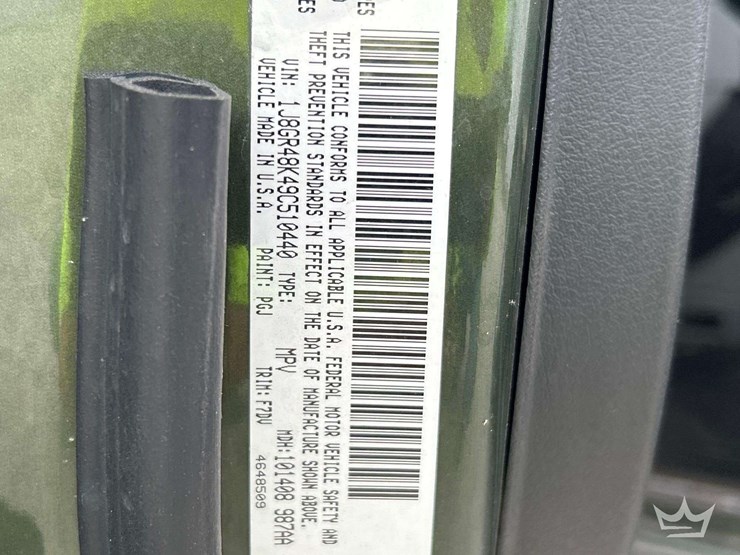 ES
ES
THIS VEHICLE CONFORMS TO ALL APPLICABLE U.S.A. FEDERAL MOTOR VEHICLE SAFETY AND
THEFT PREVENTION STANDARDS IN EFFECT ON THE DATE OF MANUFACTURE SHOWN ABOVE.
VIN: 1J8GR48K49C510440 TYPE: MPV MDH:101408 987AA
VEHICLE MADE IN U.S.A. PAINT: PGJ TRIM: F7DV 4648509